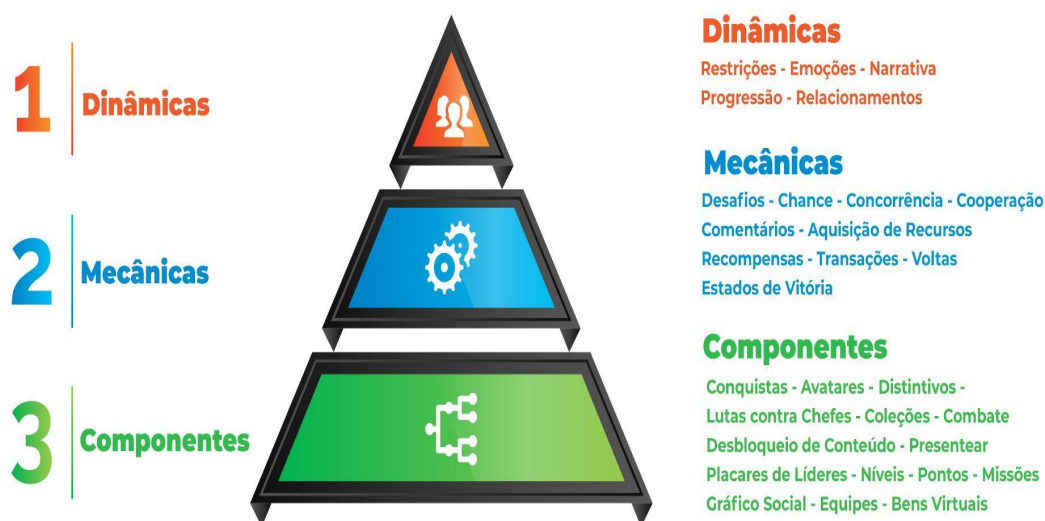 1
Dinâmicas
2
Mecânicas
3
Componentes
Dinâmicas
Restrições - Emoções - Narrativa
Progressão - Relacionamentos
Mecânicas
Desafios - Chance - Concorrência - Cooperação
Comentários - Aquisição de Recursos
Recompensas - Transações - Voltas
Estados de Vitória
Componentes
Conquistas - Avatares - Distintivos -
Lutas contra Chefes - Coleções - Combate
Desbloqueio de Conteúdo - Presentear
Placares de Líderes - Níveis - Pontos - Missões
Gráfico Social - Equipes - Bens Virtuais